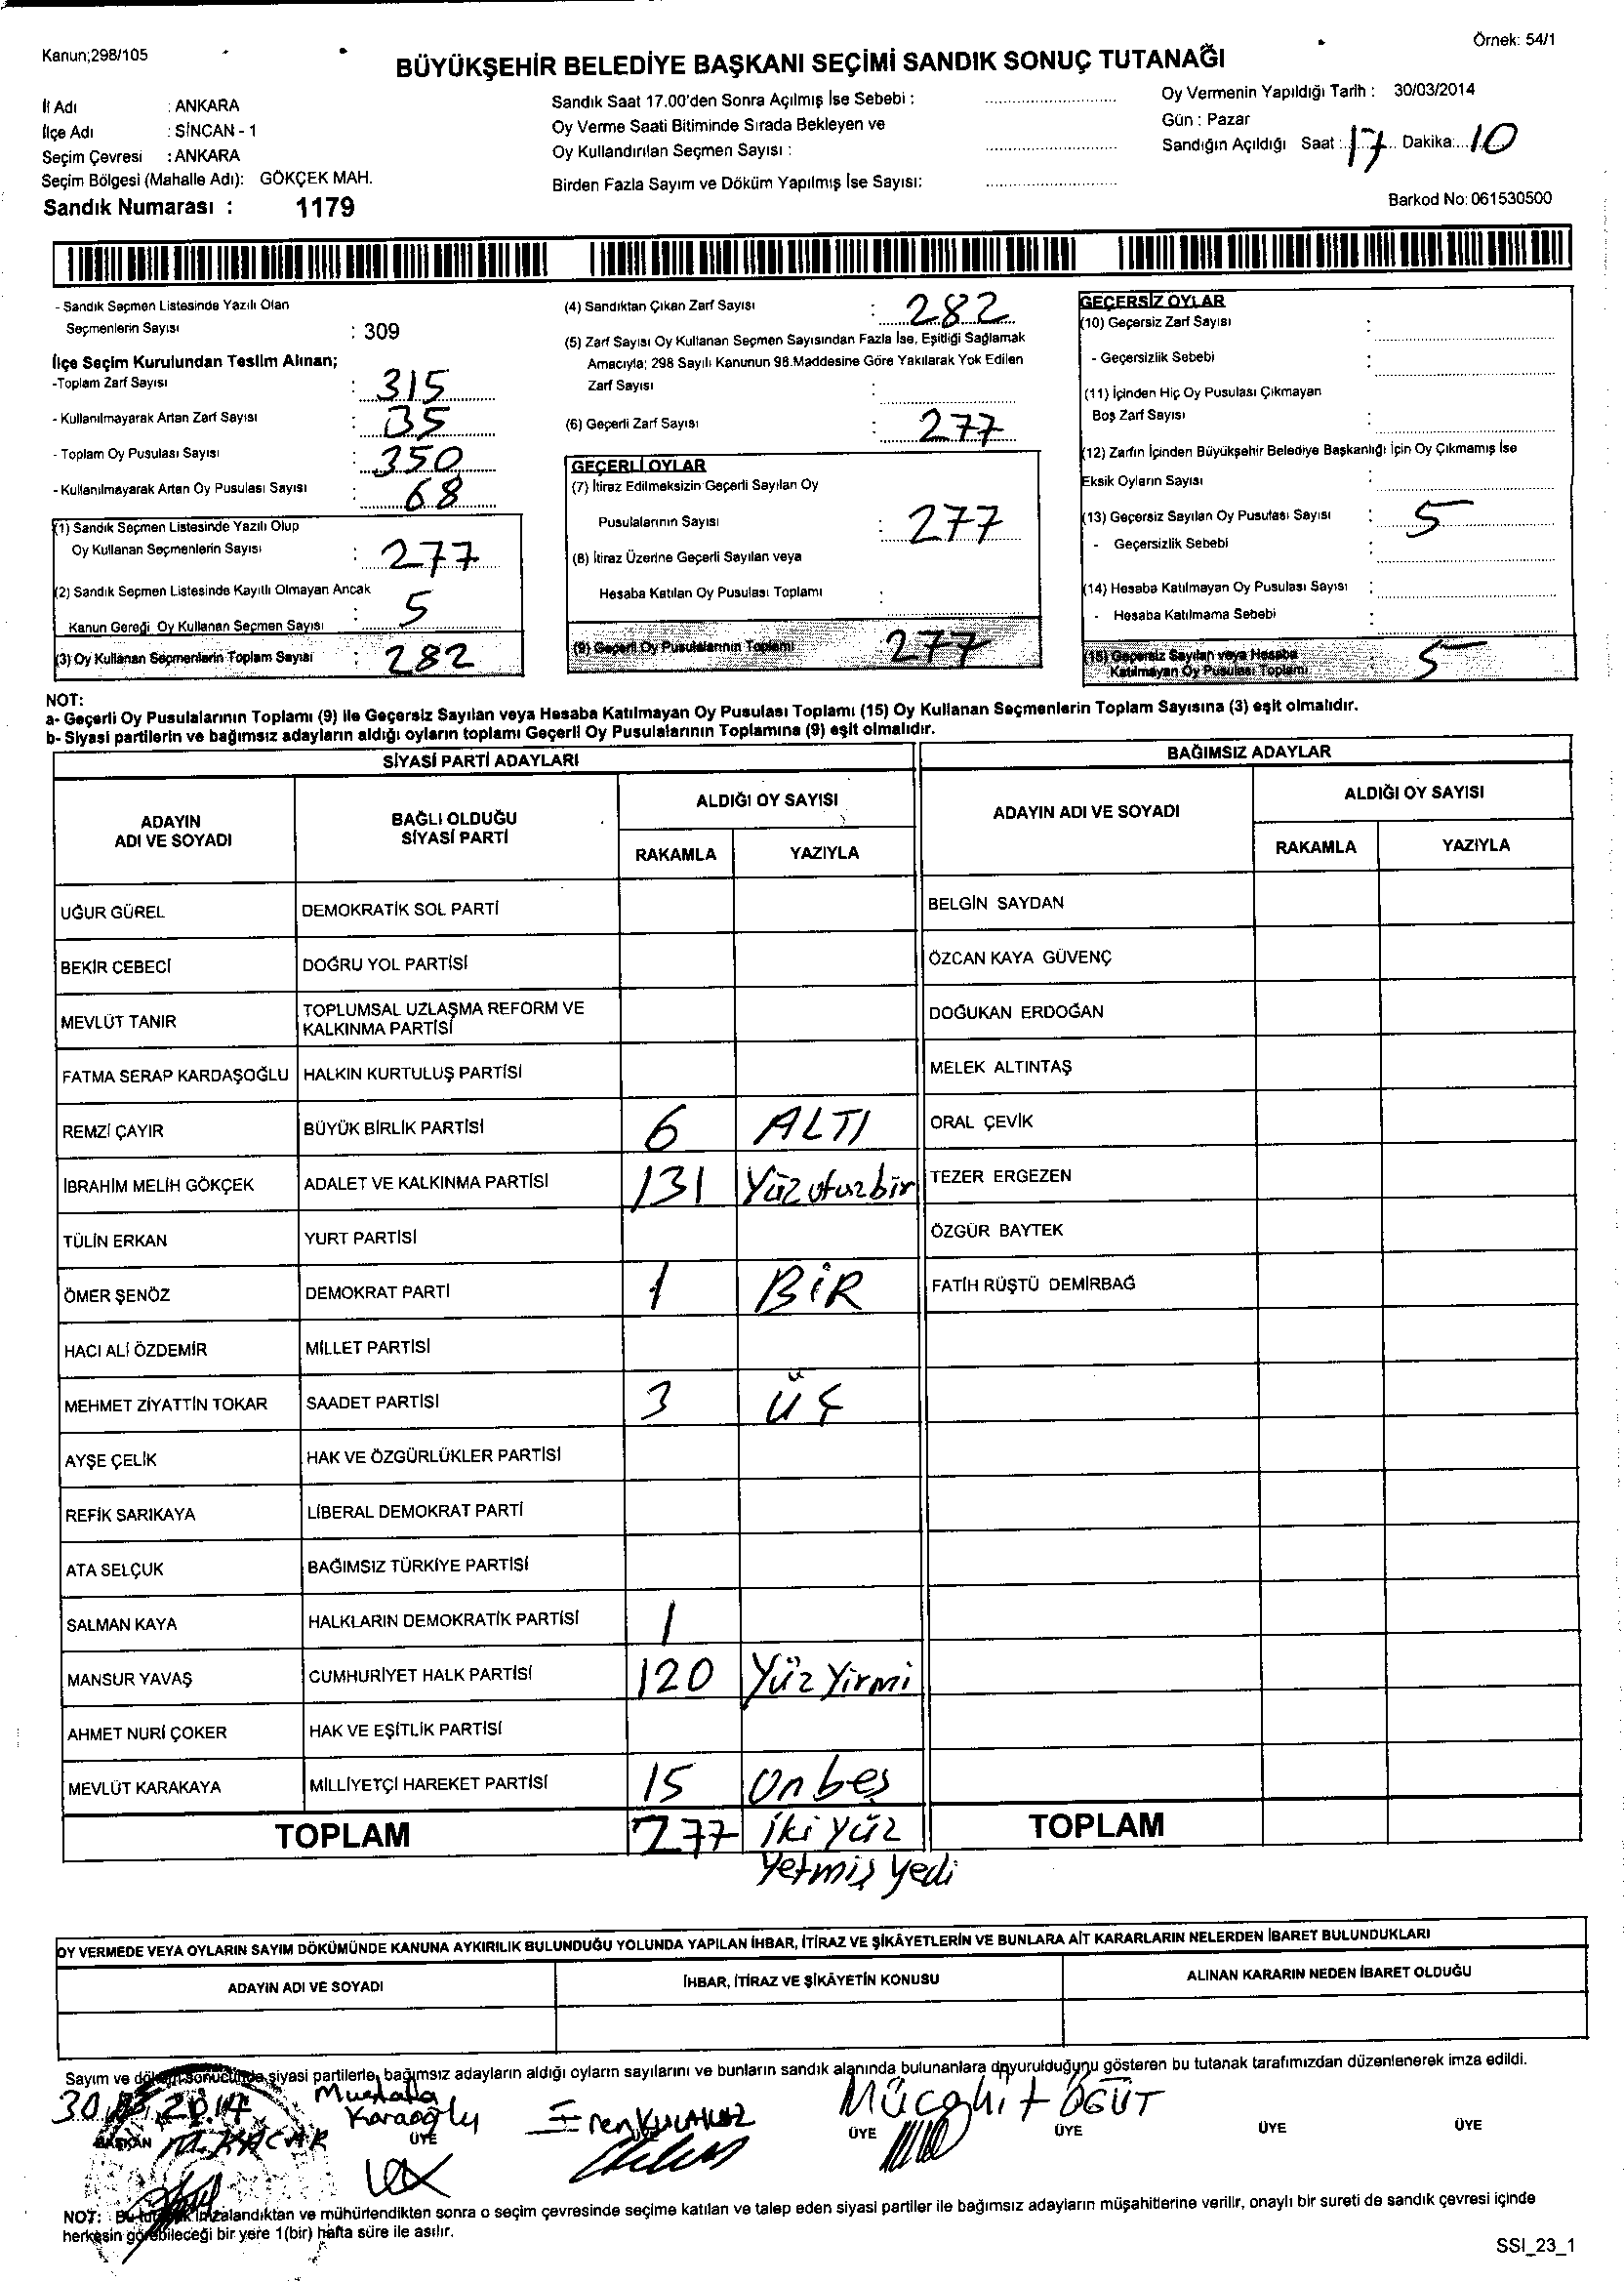 Kanun;298/105
Örnek: 54/1
BÜYÜKŞEHİR BELEDİYE BAŞKANI SEÇİMİ SANDIK SONUÇ TUTANAĞI
İl Adı : ANKARA
İlçe Adı : SİNCAN - 1
Seçim Çevresi : ANKARA
Seçim Bölgesi (Mahalle Adı): GÖKÇEK MAH.
Sandık Numarası : 1179
Sandık Saat 17.00'den Sonra Açılmış İse Sebebi :
Oy Verme Saati Bitiminde Sırada Bekleyen ve
Oy Kullandırılan Seçmen Sayısı :
Birden Fazla Sayım ve Döküm Yapılmış İse Sayısı:
Oy Vermenin Yapıldığı Tarih : 30/03/2014
Gün : Pazar
Sandığın Açıldığı Saat : 17 Dakika: 10
Barkod No: 061530500
- Sandık Seçmen Listesinde Yazılı Olan
Seçmenlerin Sayısı : 309
İlçe Seçim Kurulundan Teslim Alınan;
-Toplam Zarf Sayısı : 315
- Kullanılmayarak Artan Zarf Sayısı : 35
- Toplam Oy Pusulası Sayısı : 350
- Kullanılmayarak Artan Oy Pusulası Sayısı : 68
(1) Sandık Seçmen Listesinde Yazılı Olup
Oy Kullanan Seçmenlerin Sayısı : 277
(2) Sandık Seçmen Listesinde Kayıtlı Olmayan Ancak
Kanun Gereği Oy Kullanan Seçmen Sayısı : 5
(3) Oy Kullanan Seçmenlerin Toplam Sayısı : 282
(4) Sandıktan Çıkan Zarf Sayısı : 282
(5) Zarf Sayısı Oy Kullanan Seçmen Sayısından Fazla İse, Eşitliği Sağlamak
Amacıyla; 298 Sayılı Kanunun 98.Maddesine Göre Yakılarak Yok Edilen
Zarf Sayısı :
(6) Geçerli Zarf Sayısı : 277
GEÇERLİ OYLAR
(7) İtiraz Edilmeksizin Geçerli Sayılan Oy
Pusulalarının Sayısı : 277
(8) İtiraz Üzerine Geçerli Sayılan veya
Hesaba Katılan Oy Pusulası Toplamı :
(9) Geçerli Oy Pusulalarının Toplamı 277
GEÇERSİZ OYLAR
(10) Geçersiz Zarf Sayısı :
- Geçersizlik Sebebi :
(11) İçinden Hiç Oy Pusulası Çıkmayan
Boş Zarf Sayısı :
(12) Zarfın İçinden Büyükşehir Belediye Başkanlığı İçin Oy Çıkmamış İse
Eksik Oyların Sayısı :
(13) Geçersiz Sayılan Oy Pusulası Sayısı : 5
- Geçersizlik Sebebi :
(14) Hesaba Katılmayan Oy Pusulası Sayısı :
- Hesaba Katılmama Sebebi :
(15) Geçersiz Sayılan veya Hesaba
Katılmayan Oy Pusulası Toplamı : 5
NOT:
a- Geçerli Oy Pusulalarının Toplamı (9) ile Geçersiz Sayılan veya Hesaba Katılmayan Oy Pusulası Toplamı (15) Oy Kullanan Seçmenlerin Toplam Sayısına (3) eşit olmalıdır.
b- Siyasi partilerin ve bağımsız adayların aldığı oyların toplamı Geçerli Oy Pusulalarının Toplamına (9) eşit olmalıdır.
SİYASİ PARTİ ADAYLARI
BAĞIMSIZ ADAYLAR
ADAYIN ADI VE SOYADI
BAĞLI OLDUĞU SİYASİ PARTİ
ALDIĞI OY SAYISI
RAKAMLA YAZIYLA
ADAYIN ADI VE SOYADI
ALDIĞI OY SAYISI
RAKAMLA YAZIYLA
UĞUR GÜREL DEMOKRATİK SOL PARTİ BELGİN SAYDAN
BEKİR CEBECİ DOĞRU YOL PARTİSİ ÖZCAN KAYA GÜVENÇ
MEVLÜT TANIR TOPLUMSAL UZLAŞMA REFORM VE KALKINMA PARTİSİ DOĞUKAN ERDOĞAN
FATMA SERAP KARDAŞOĞLU HALKIN KURTULUŞ PARTİSİ MELEK ALTINTAŞ
REMZİ ÇAYIR BÜYÜK BİRLİK PARTİSİ 6 ALTI ORAL ÇEVİK
İBRAHİM MELİH GÖKÇEK ADALET VE KALKINMA PARTİSİ 131 Yüzotuzbir TEZER ERGEZEN
TÜLİN ERKAN YURT PARTİSİ ÖZGÜR BAYTEK
ÖMER ŞENÖZ DEMOKRAT PARTİ 1 BİR FATİH RÜŞTÜ DEMİRBAĞ
HACI ALİ ÖZDEMİR MİLLET PARTİSİ
MEHMET ZİYATTİN TOKAR SAADET PARTİSİ 3 ÜÇ
AYŞE ÇELİK HAK VE ÖZGÜRLÜKLER PARTİSİ
REFİK SARIKAYA LİBERAL DEMOKRAT PARTİ
ATA SELÇUK BAĞIMSIZ TÜRKİYE PARTİSİ
SALMAN KAYA HALKLARIN DEMOKRATİK PARTİSİ 1
MANSUR YAVAŞ CUMHURİYET HALK PARTİSİ 120 Yüz Yirmi
AHMET NURİ ÇOKER HAK VE EŞİTLİK PARTİSİ
MEVLÜT KARAKAYA MİLLİYETÇİ HAREKET PARTİSİ 15 Onbeş
TOPLAM 277 İki Yüz TOPLAM
Yetmiş yedi
OY VERMEDE VEYA OYLARIN SAYIM DÖKÜMÜNDE KANUNA AYKIRILIK BULUNDUĞU YOLUNDA YAPILAN İHBAR, İTİRAZ VE ŞİKÂYETLERİN VE BUNLARA AİT KARARLARIN NELERDEN İBARET BULUNDUKLARI
ADAYIN ADI VE SOYADI İHBAR, İTİRAZ VE ŞİKÂYETİN KONUSU ALINAN KARARIN NEDEN İBARET OLDUĞU
Sayım ve döküm sonucunda siyasi partilerle, bağımsız adayların aldığı oyların sayılarını ve bunların sandık alanında bulunanlara duyurulduğunu gösteren bu tutanak tarafımızdan düzenlenerek imza edildi.
30.03.2014 Mustafa Mücahit ÖĞÜT
Karaoğlu Eren
BAŞKAN ÜYE ÜYE ÜYE ÜYE ÜYE
NOT: Bu tutanak imzalandıktan ve mühürlendikten sonra o seçim çevresinde seçime katılan ve talep eden siyasi partiler ile bağımsız adayların müşahitlerine verilir, onaylı bir sureti de sandık çevresi içinde
herkesin görebileceği bir yere 1(bir) hafta süre ile asılır.
SSI_23_1